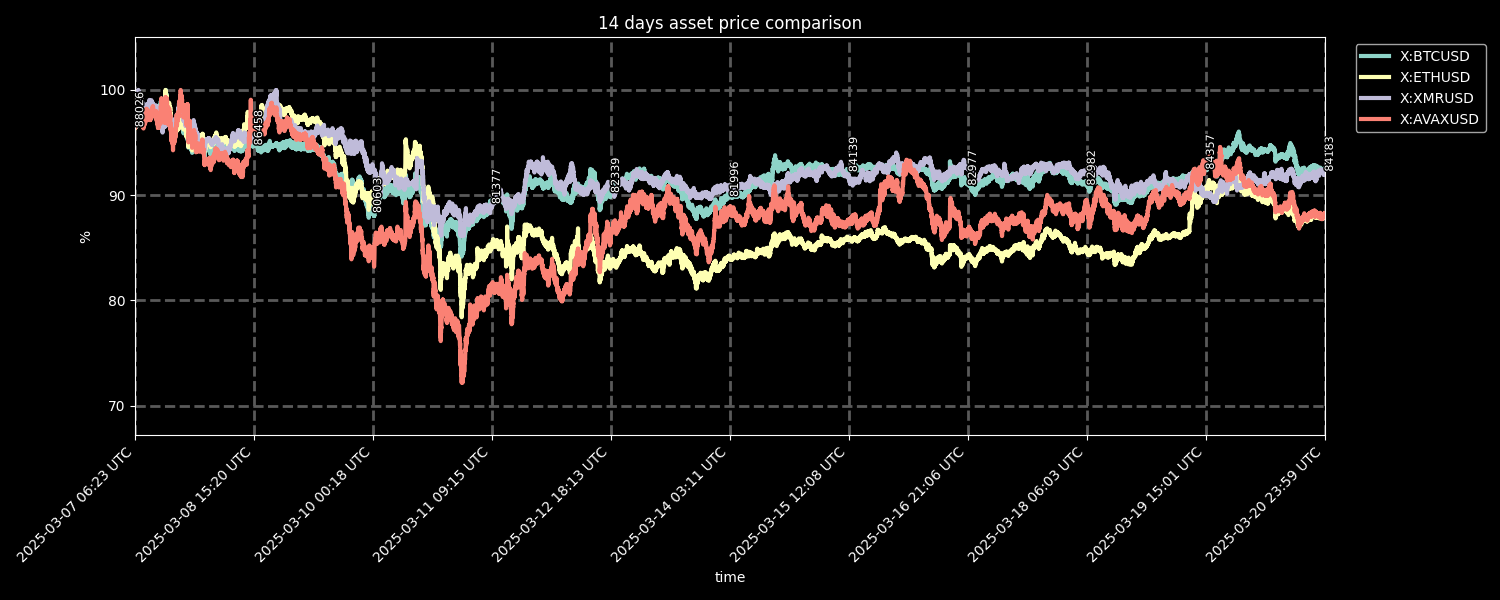 14 days asset price comparison
X:BTCUSD
X:ETHUSD
X:XMRUSD
X:AVAXUSD
100
90
80
70
%
88026
86458
80603
81377
82339
81996
84139
82977
82982
84357
84183
2025-03-07 06:23 UTC
2025-03-08 15:20 UTC
2025-03-10 00:18 UTC
2025-03-11 09:15 UTC
2025-03-12 18:13 UTC
2025-03-14 03:11 UTC
2025-03-15 12:08 UTC
2025-03-16 21:06 UTC
2025-03-18 06:03 UTC
2025-03-19 15:01 UTC
2025-03-20 23:59 UTC
time